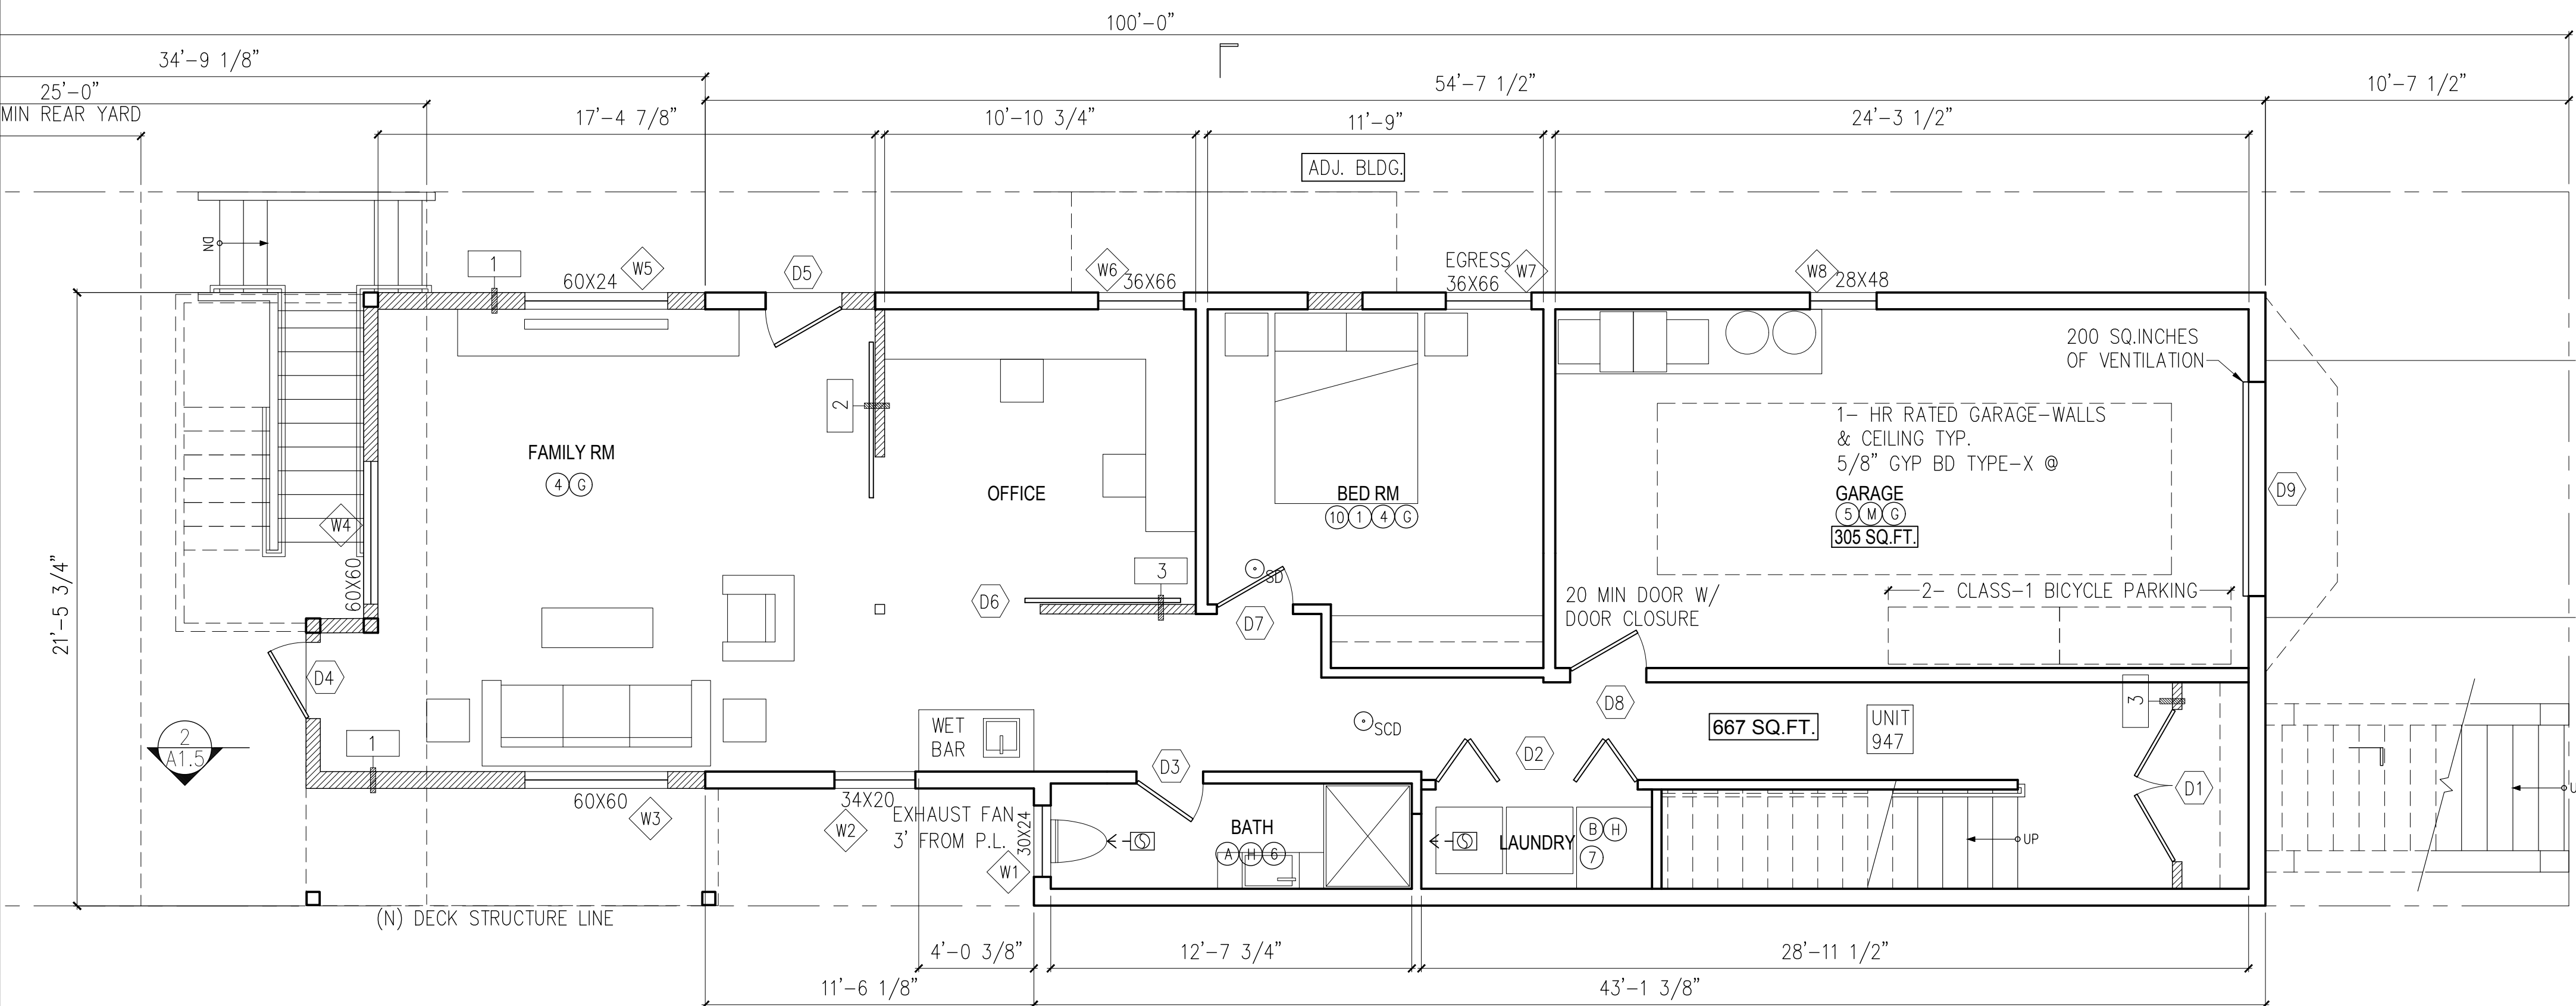 100'-0"
34'-9 1/8"
54'-7 1/2"
10'-7 1/2"
25'-0"
MIN REAR YARD
17'-4 7/8"
10'-10 3/4"
11'-9"
24'-3 1/2"
ADJ. BLDG.
DN
1
60X24
W5
D5
W6
36X66
EGRESS
36X66
W7
W8
28X48
200 SQ.INCHES
OF VENTILATION
2
1- HR RATED GARAGE-WALLS
& CEILING TYP.
5/8" GYP BD TYPE-X @
GARAGE
5 M G
305 SQ.FT.
D9
FAMILY RM
4 G
OFFICE
BED RM
10 1 4 G
W4
60X60
21'-5 3/4"
D6
3
SD
D7
20 MIN DOOR W/
DOOR CLOSURE
2- CLASS-1 BICYCLE PARKING
D4
D8
3
2
A1.5
1
WET
BAR
SCD
667 SQ.FT.
UNIT
947
D3
D2
D1
60X60
W3
34X20
W2
EXHAUST FAN
3' FROM P.L.
30X24
W1
BATH
A H 6
S
S
LAUNDRY
B H
7
UP
U
(N) DECK STRUCTURE LINE
4'-0 3/8"
12'-7 3/4"
28'-11 1/2"
11'-6 1/8"
43'-1 3/8"